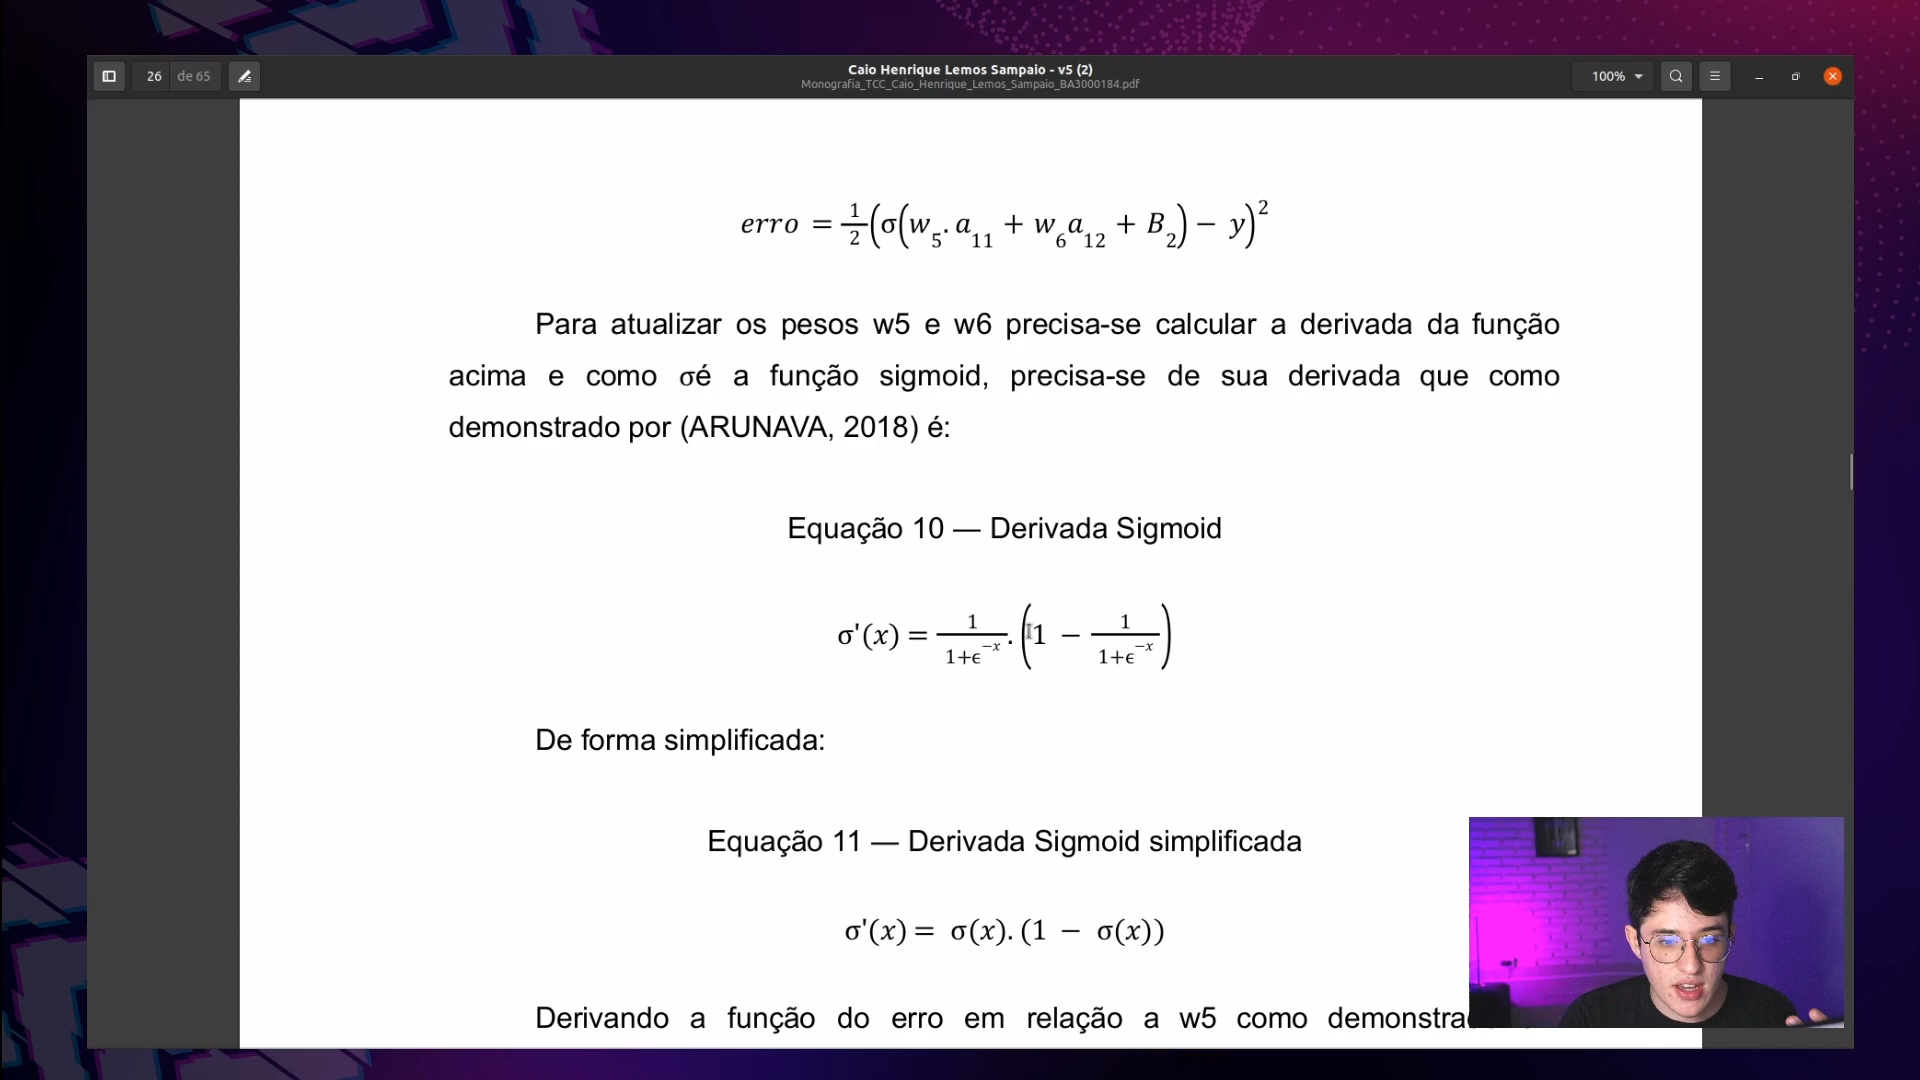 26 de 65
Caio Henrique Lemos Sampaio - v5 (2)
Monografia_TCC_Caio_Henrique_Lemos_Sampaio_BA3000184.pdf
100%
erro = 1/2 (σ(w₅. a₁₁ + w₆a₁₂ + B₂) − y)²
Para atualizar os pesos w5 e w6 precisa-se calcular a derivada da função
acima e como σé a função sigmoid, precisa-se de sua derivada que como
demonstrado por (ARUNAVA, 2018) é:
Equação 10 — Derivada Sigmoid
σ'(x) = 1/(1+ϵ⁻ˣ) . (1 − 1/(1+ϵ⁻ˣ))
De forma simplificada:
Equação 11 — Derivada Sigmoid simplificada
σ'(x) = σ(x). (1 − σ(x))
Derivando a função do erro em relação a w5 como